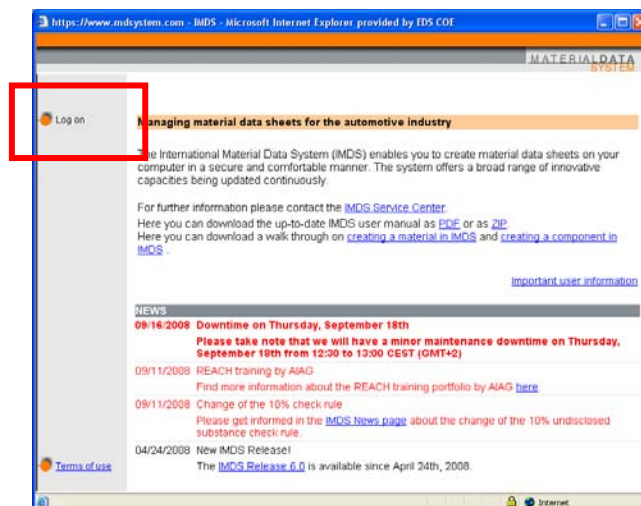 https://www.mdsystem.com - IMDS - Microsoft Internet Explorer provided by EDS COE
MATERIALDATA
SYSTEM
Log on
Managing material data sheets for the automotive industry
The International Material Data System (IMDS) enables you to create material data sheets on your
computer in a secure and comfortable manner. The system offers a broad range of innovative
capacities being updated continuously.
For further information please contact the IMDS Service Center.
Here you can download the up-to-date IMDS user manual as PDF or as ZIP.
Here you can download a walk through on creating a material in IMDS and creating a component in
IMDS .
Important user information
NEWS
09/16/2008 Downtime on Thursday, September 18th
Please take note that we will have a minor maintenance downtime on Thursday,
September 18th from 12:30 to 13:00 CEST (GMT+2)
09/11/2008 REACH training by AIAG
Find more information about the REACH training portfolio by AIAG here.
09/11/2008 Change of the 10% check rule
Please get informed in the IMDS News page about the change of the 10% undisclosed
substance check rule.
04/24/2008 New IMDS Release!
The IMDS Release 6.0 is available since April 24th, 2008.
Terms of use
Internet